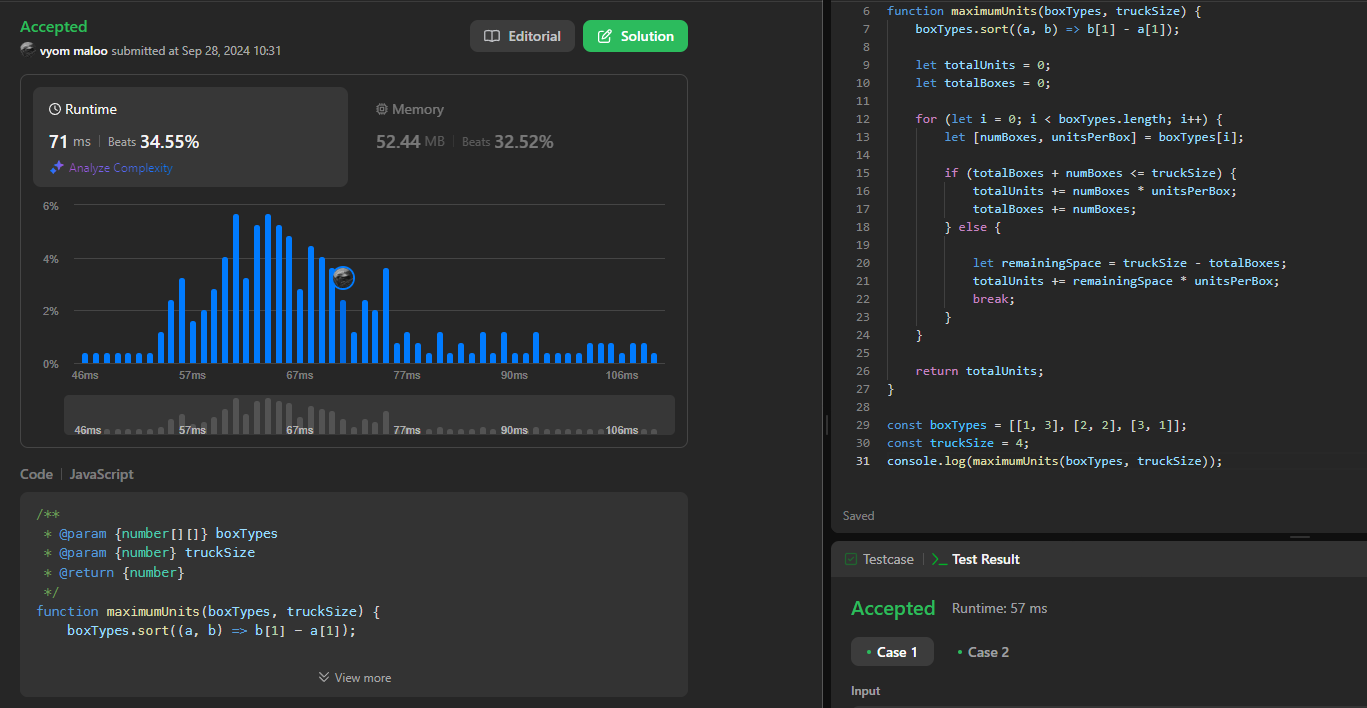 Accepted
vyom maloo submitted at Sep 28, 2024 10:31
Editorial
Solution
Runtime
71 ms | Beats 34.55%
Analyze Complexity
Memory
52.44 MB | Beats 32.52%
6%
4%
2%
0%
46ms 57ms 67ms 77ms 90ms 106ms
46ms 57ms 67ms 77ms 90ms 106ms
Code | JavaScript
/**
* @param {number[][]} boxTypes
* @param {number} truckSize
* @return {number}
*/
function maximumUnits(boxTypes, truckSize) {
boxTypes.sort((a, b) => b[1] - a[1]);
View more
6 function maximumUnits(boxTypes, truckSize) {
7 boxTypes.sort((a, b) => b[1] - a[1]);
8
9 let totalUnits = 0;
10 let totalBoxes = 0;
11
12 for (let i = 0; i < boxTypes.length; i++) {
13 let [numBoxes, unitsPerBox] = boxTypes[i];
14
15 if (totalBoxes + numBoxes <= truckSize) {
16 totalUnits += numBoxes * unitsPerBox;
17 totalBoxes += numBoxes;
18 } else {
19
20 let remainingSpace = truckSize - totalBoxes;
21 totalUnits += remainingSpace * unitsPerBox;
22 break;
23 }
24 }
25
26 return totalUnits;
27 }
28
29 const boxTypes = [[1, 3], [2, 2], [3, 1]];
30 const truckSize = 4;
31 console.log(maximumUnits(boxTypes, truckSize));
Saved
Testcase | >_ Test Result
Accepted Runtime: 57 ms
• Case 1 • Case 2
Input